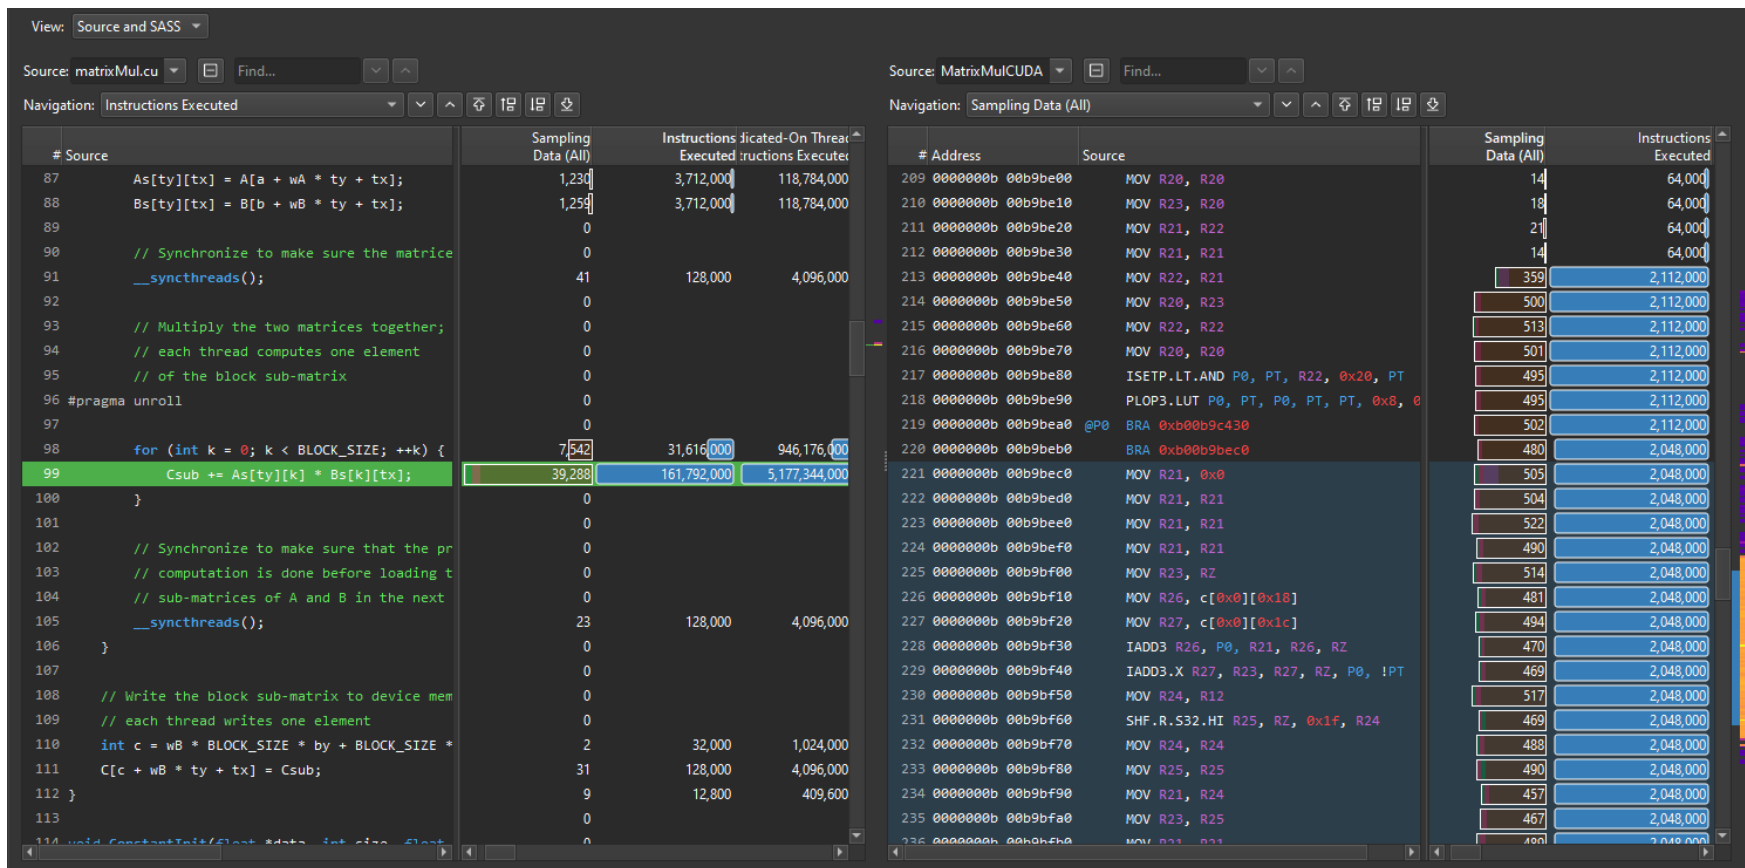 View: Source and SASS
Source: matrixMul.cu Find...
Navigation: Instructions Executed
# Source Sampling Data (All) Instructions Executed dicated-On Threac tructions Executed
87 As[ty][tx] = A[a + wA * ty + tx]; 1,230 3,712,000 118,784,000
88 Bs[ty][tx] = B[b + wB * ty + tx]; 1,259 3,712,000 118,784,000
89 0
90 // Synchronize to make sure the matrice 0
91 __syncthreads(); 41 128,000 4,096,000
92 0
93 // Multiply the two matrices together; 0
94 // each thread computes one element 0
95 // of the block sub-matrix 0
96 #pragma unroll 0
97 0
98 for (int k = 0; k < BLOCK_SIZE; ++k) { 7,542 31,616,000 946,176,000
99 Csub += As[ty][k] * Bs[k][tx]; 39,288 161,792,000 5,177,344,000
100 } 0
101 0
102 // Synchronize to make sure that the pr 0
103 // computation is done before loading t 0
104 // sub-matrices of A and B in the next 0
105 __syncthreads(); 23 128,000 4,096,000
106 } 0
107 0
108 // Write the block sub-matrix to device mem 0
109 // each thread writes one element 0
110 int c = wB * BLOCK_SIZE * by + BLOCK_SIZE * 2 32,000 1,024,000
111 C[c + wB * ty + tx] = Csub; 31 128,000 4,096,000
112 } 9 12,800 409,600
113 0
114 void ConstantInit(float *data, int size, float 0
Source: MatrixMulCUDA Find...
Navigation: Sampling Data (All)
# Address Source Sampling Data (All) Instructions Executed
209 0000000b 00b9be00 MOV R20, R20 14 64,000
210 0000000b 00b9be10 MOV R23, R20 18 64,000
211 0000000b 00b9be20 MOV R21, R22 21 64,000
212 0000000b 00b9be30 MOV R21, R21 14 64,000
213 0000000b 00b9be40 MOV R22, R21 359 2,112,000
214 0000000b 00b9be50 MOV R20, R23 500 2,112,000
215 0000000b 00b9be60 MOV R22, R22 513 2,112,000
216 0000000b 00b9be70 MOV R20, R20 501 2,112,000
217 0000000b 00b9be80 ISETP.LT.AND P0, PT, R22, 0x20, PT 495 2,112,000
218 0000000b 00b9be90 PLOP3.LUT P0, PT, P0, PT, PT, 0x8, 0 495 2,112,000
219 0000000b 00b9bea0 @P0 BRA 0xb00b9c430 502 2,112,000
220 0000000b 00b9beb0 BRA 0xb00b9bec0 480 2,048,000
221 0000000b 00b9bec0 MOV R21, 0x0 505 2,048,000
222 0000000b 00b9bed0 MOV R21, R21 504 2,048,000
223 0000000b 00b9bee0 MOV R21, R21 522 2,048,000
224 0000000b 00b9bef0 MOV R21, R21 490 2,048,000
225 0000000b 00b9bf00 MOV R23, RZ 514 2,048,000
226 0000000b 00b9bf10 MOV R26, c[0x0][0x18] 481 2,048,000
227 0000000b 00b9bf20 MOV R27, c[0x0][0x1c] 494 2,048,000
228 0000000b 00b9bf30 IADD3 R26, P0, R21, R26, RZ 470 2,048,000
229 0000000b 00b9bf40 IADD3.X R27, R23, R27, RZ, P0, !PT 469 2,048,000
230 0000000b 00b9bf50 MOV R24, R12 517 2,048,000
231 0000000b 00b9bf60 SHF.R.S32.HI R25, RZ, 0x1f, R24 469 2,048,000
232 0000000b 00b9bf70 MOV R24, R24 488 2,048,000
233 0000000b 00b9bf80 MOV R25, R25 490 2,048,000
234 0000000b 00b9bf90 MOV R21, R24 457 2,048,000
235 0000000b 00b9bfa0 MOV R23, R25 467 2,048,000
236 0000000b 00b9bfb0 MOV R21, R21 489 2,048,000